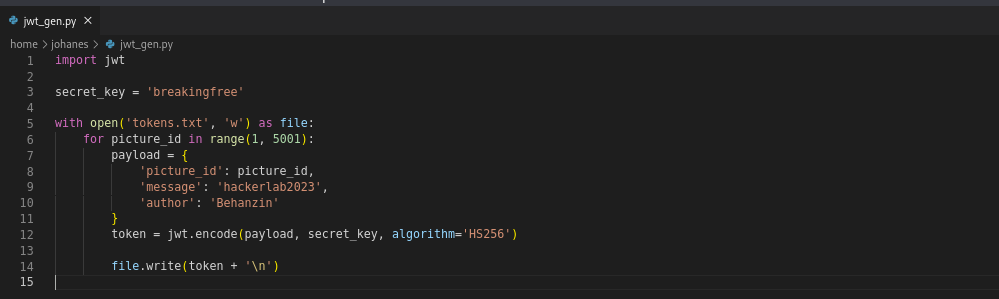 jwt_gen.py ×
home > johanes > jwt_gen.py
1 import jwt
2
3 secret_key = 'breakingfree'
4
5 with open('tokens.txt', 'w') as file:
6     for picture_id in range(1, 5001):
7         payload = {
8             'picture_id': picture_id,
9             'message': 'hackerlab2023',
10             'author': 'Behanzin'
11         }
12         token = jwt.encode(payload, secret_key, algorithm='HS256')
13
14         file.write(token + '\n')
15